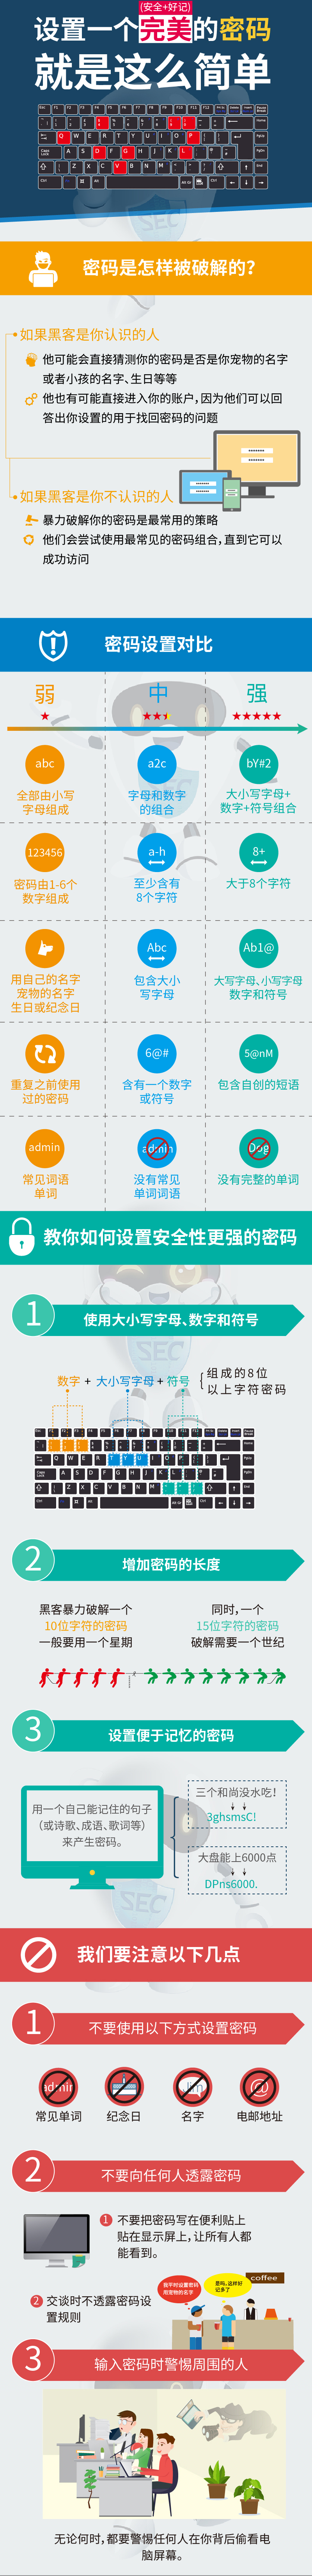 (安全+好记)
设置一个完美的密码
就是这么简单
密码是怎样被破解的?
如果黑客是你认识的人
他可能会直接猜测你的密码是否是你宠物的名字
或者小孩的名字、生日等等
他也有可能直接进入你的账户,因为他们可以回
答出你设置的用于找回密码的问题
如果黑客是你不认识的人
暴力破解你的密码是最常用的策略
他们会尝试使用最常见的密码组合,直到它可以
成功访问
密码设置对比
弱 中 强
abc a2c bY#2
全部由小写
字母组成
字母和数字
的组合
大小写字母+
数字+符号组合
123456 a-h 8+
密码由1-6个
数字组成
至少含有
8个字符
大于8个字符
Abc Ab1@
用自己的名字
宠物的名字
生日或纪念日
包含大小
写字母
大写字母、小写字母
数字和符号
6@# 5@nM
重复之前使用
过的密码
含有一个数字
或符号
包含自创的短语
admin admin Dog
常见词语
单词
没有常见
单词词语
没有完整的单词
教你如何设置安全性更强的密码
1 使用大小写字母、数字和符号
数字 + 大小写字母 + 符号
组成的8位
以上字符密码
2 增加密码的长度
黑客暴力破解一个
10位字符的密码
一般要用一个星期
同时,一个
15位字符的密码
破解需要一个世纪
3 设置便于记忆的密码
用一个自己能记住的句子
(或诗歌、成语、歌词等)
来产生密码。
三个和尚没水吃!
3ghsmsC!
大盘能上6000点
DPns6000.
SEC
我们要注意以下几点
1 不要使用以下方式设置密码
admin
@
常见单词 纪念日 名字 电邮地址
2 不要向任何人透露密码
1 不要把密码写在便利贴上
贴在显示屏上,让所有人都
能看到。
2 交谈时不透露密码设
置规则
我平时设置密码
用宠物的名字
是吗,这样好
记多了
coffee
3 输入密码时警惕周围的人
无论何时,都要警惕任何人在你背后偷看电
脑屏幕。